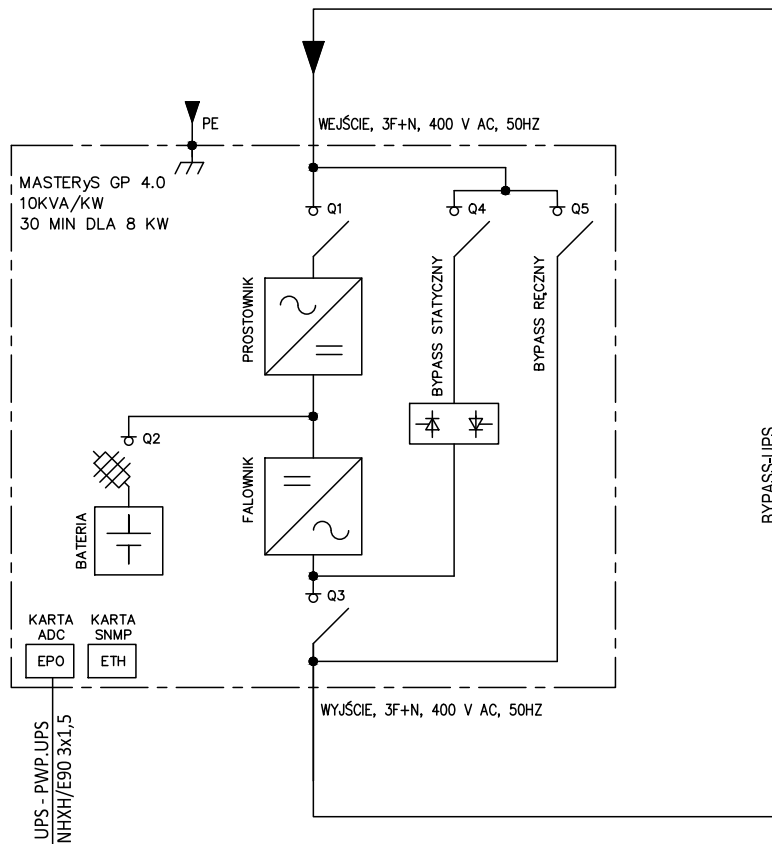 PE
WEJŚCIE, 3F+N, 400 V AC, 50HZ
MASTERyS GP 4.0
10KVA/KW
30 MIN DLA 8 KW
Q1
Q4
Q5
PROSTOWNIK
BYPASS STATYCZNY
BYPASS RĘCZNY
Q2
BATERIA
FALOWNIK
BYPASS-UPS
Q3
KARTA
ADC
EPO
KARTA
SNMP
ETH
WYJŚCIE, 3F+N, 400 V AC, 50HZ
UPS - PWP.UPS
NHXH/E90 3x1,5